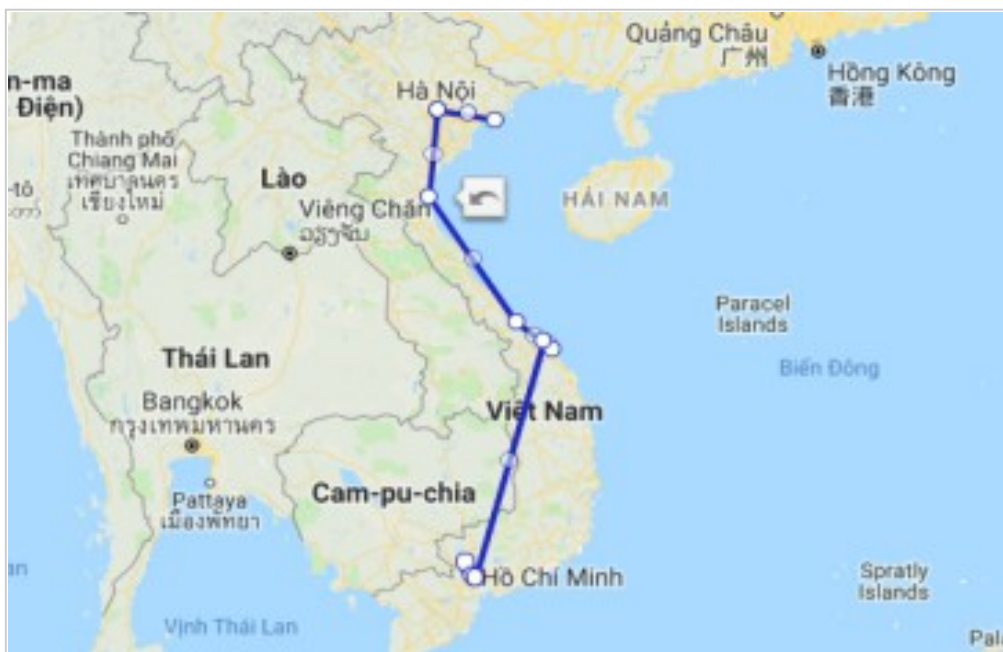 Quảng Châu
广州
Hồng Kông
香港
n-ma
Điện)
Hà Nội
Thành phố
Chiang Mai
เทศบาลนคร
เชียงใหม่
-tô
Lào
Viêng Chăn
ວຽງຈັນ
HẢI NAM
Paracel
Islands
Biển Đông
Thái Lan
Bangkok
กรุงเทพมหานคร
Việt Nam
Cam-pu-chia
Pattaya
เมืองพัทยา
Hồ Chí Minh
an
Vịnh Thái Lan
Spratly
Islands
Pala